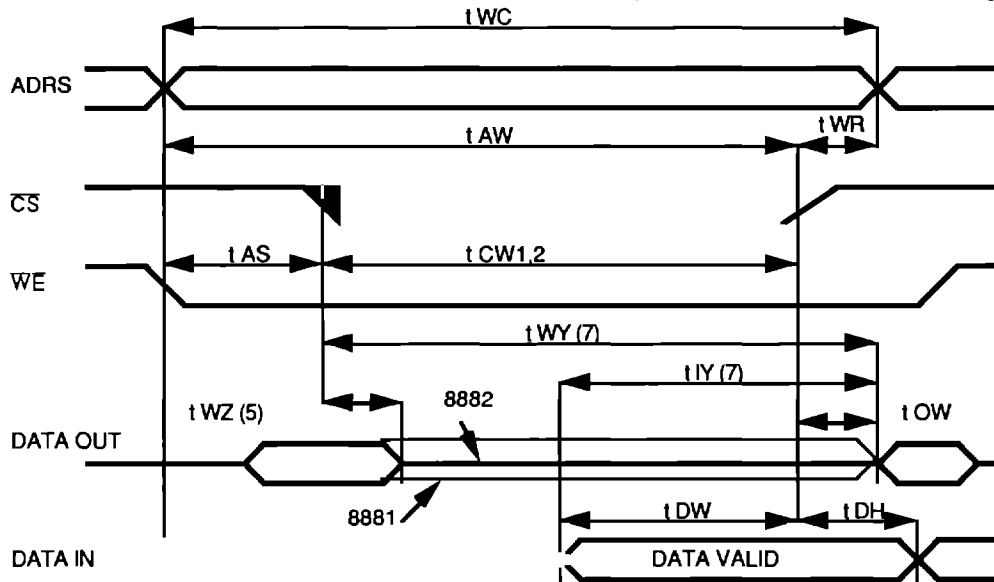 t WC
ADRS
t AW
t WR
CS
t AS
t CW1,2
WE
t WY (7)
t IY (7)
t WZ (5)
8882
t OW
DATA OUT
8881
t DW
t DH
DATA IN
DATA VALID